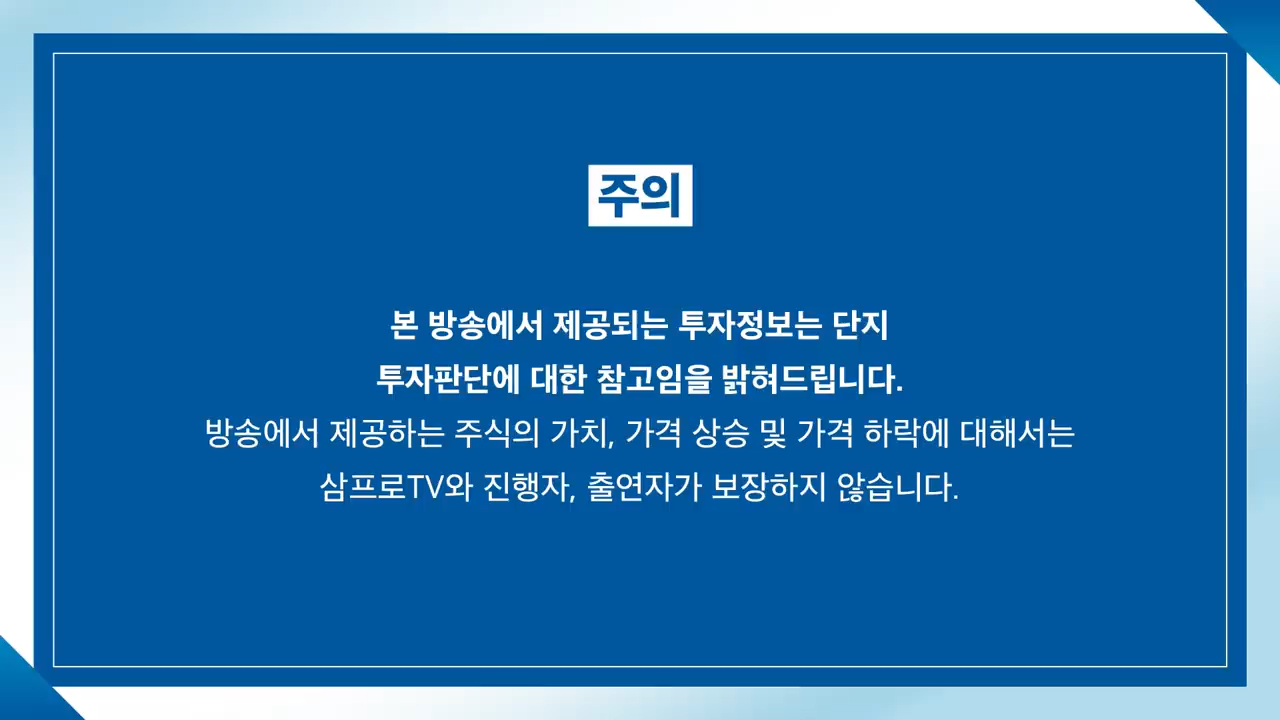 주의
본 방송에서 제공되는 투자정보는 단지
투자판단에 대한 참고임을 밝혀드립니다.
방송에서 제공하는 주식의 가치, 가격 상승 및 가격 하락에 대해서는
삼프로TV와 진행자, 출연자가 보장하지 않습니다.